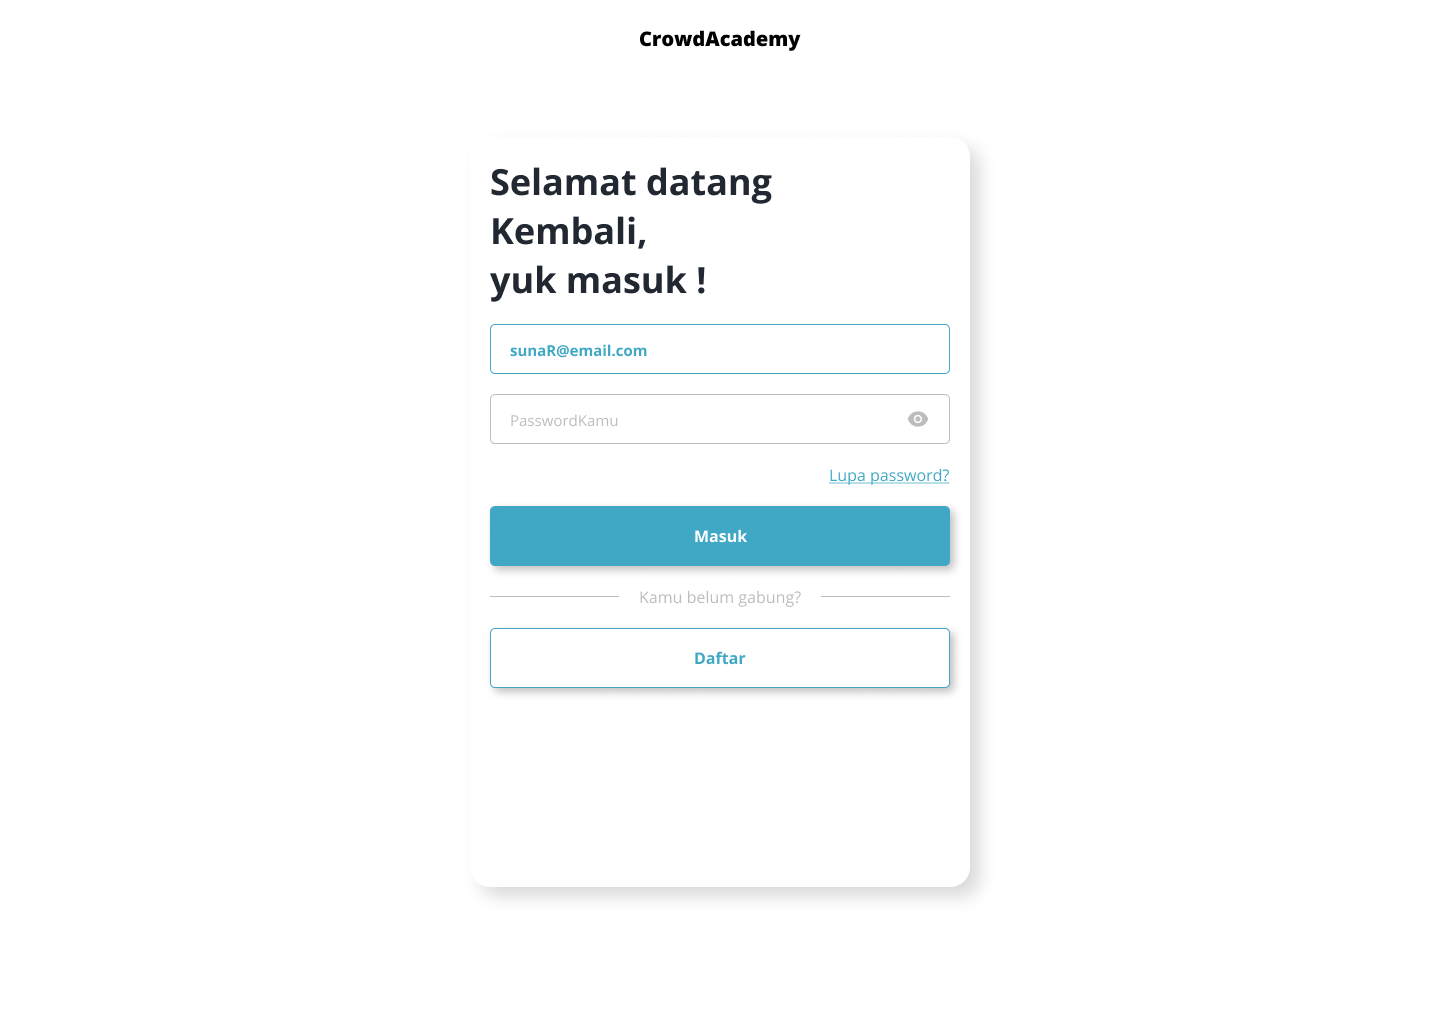 CrowdAcademy
Selamat datang
Kembali,
yuk masuk !
sunaR@email.com
PasswordKamu
Lupa password?
Masuk
Kamu belum gabung?
Daftar